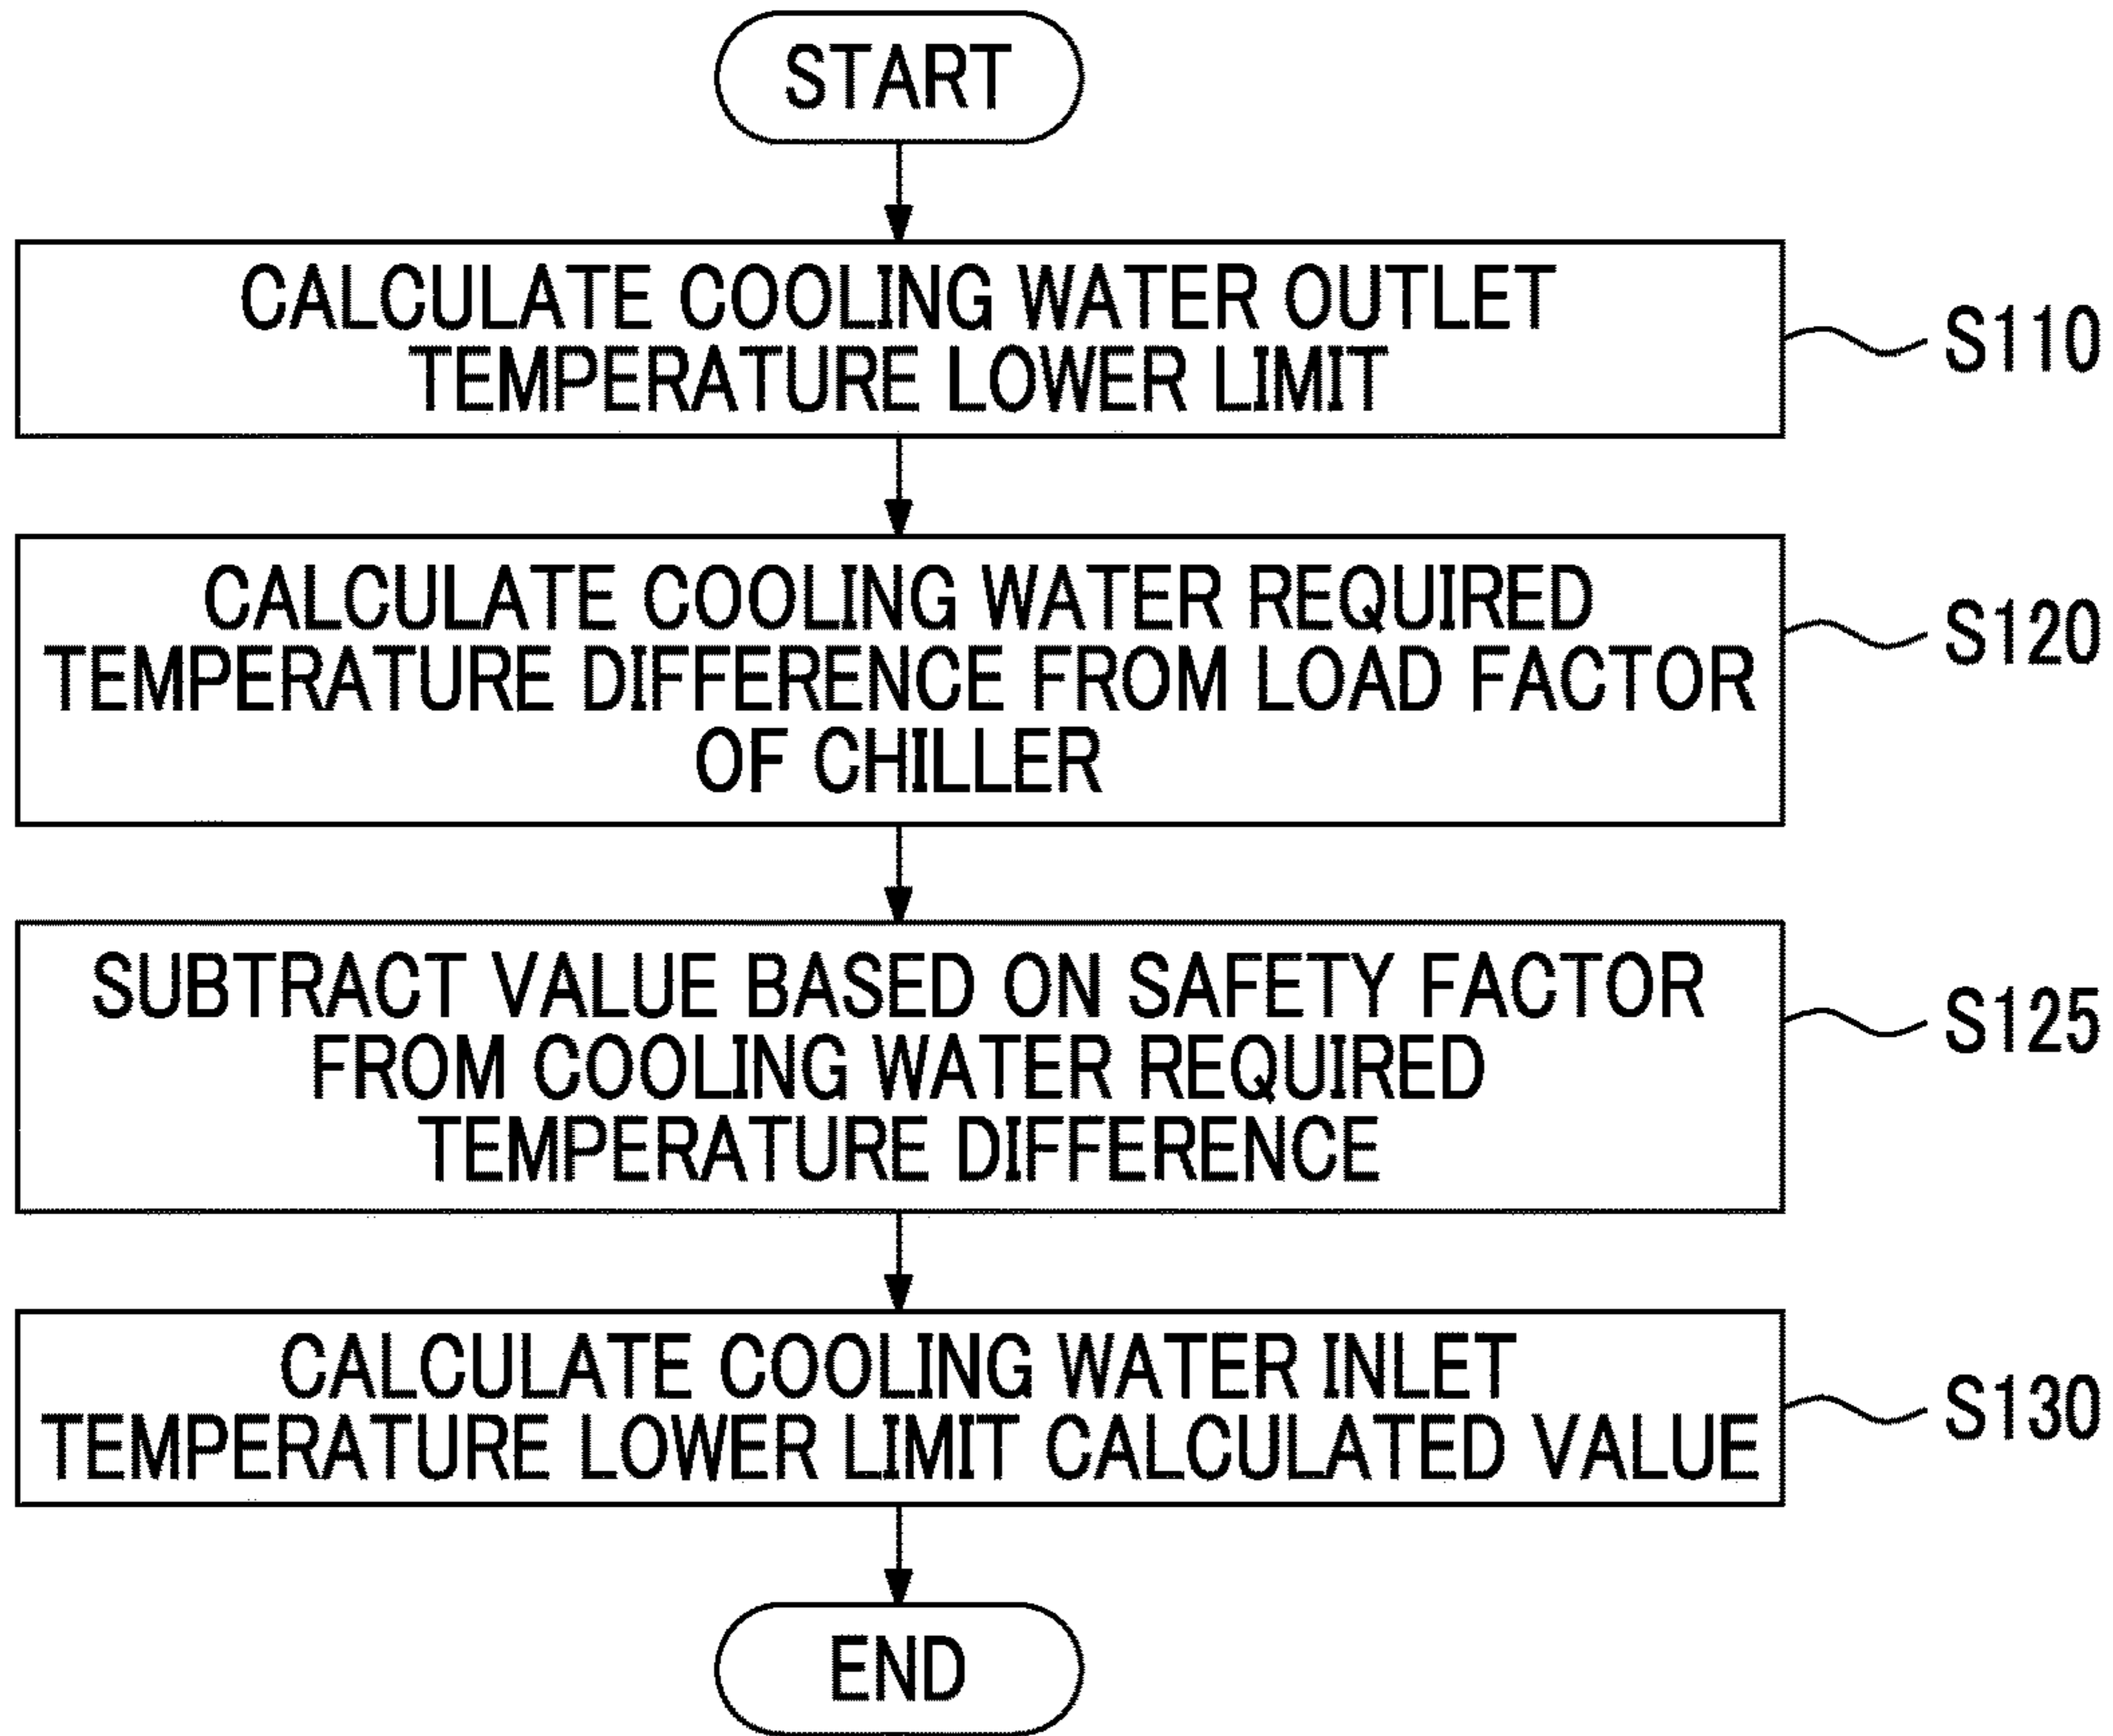 START
CALCULATE COOLING WATER OUTLET
TEMPERATURE LOWER LIMIT
S110
CALCULATE COOLING WATER REQUIRED
TEMPERATURE DIFFERENCE FROM LOAD FACTOR
OF CHILLER
S120
SUBTRACT VALUE BASED ON SAFETY FACTOR
FROM COOLING WATER REQUIRED
TEMPERATURE DIFFERENCE
S125
CALCULATE COOLING WATER INLET
TEMPERATURE LOWER LIMIT CALCULATED VALUE
S130
END